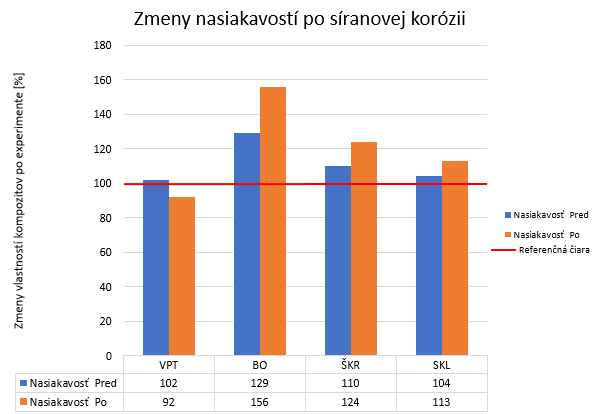 Zmeny nasiakavostí po síranovej korózii
Zmeny vlastností kompozitov po experimente [%]
180
160
140
120
100
80
60
40
20
0
Nasiakavosť Pred
Nasiakavosť Po
Referenčná čiara
VPT BO ŠKR SKL
Nasiakavosť Pred 102 129 110 104
Nasiakavosť Po 92 156 124 113